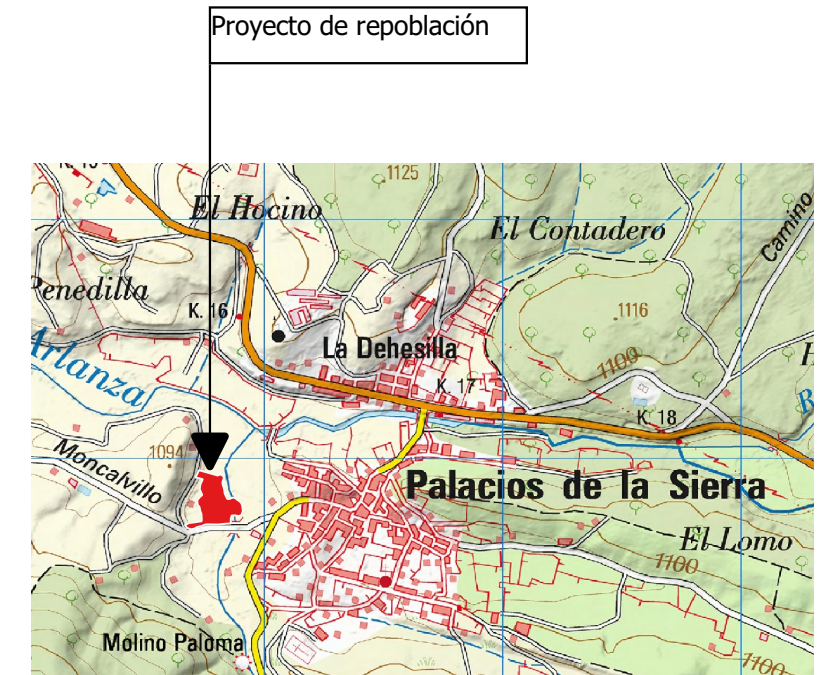 Proyecto de repoblación
1125
El Hocino
El Contadero
Camino
Penedilla
K. 16
1116
La Dehesilla
Arlanza
1100
K. 17
K. 18
1094
Moncalvillo
Palacios de la Sierra
El Lomo
1100
Molino Paloma
1100